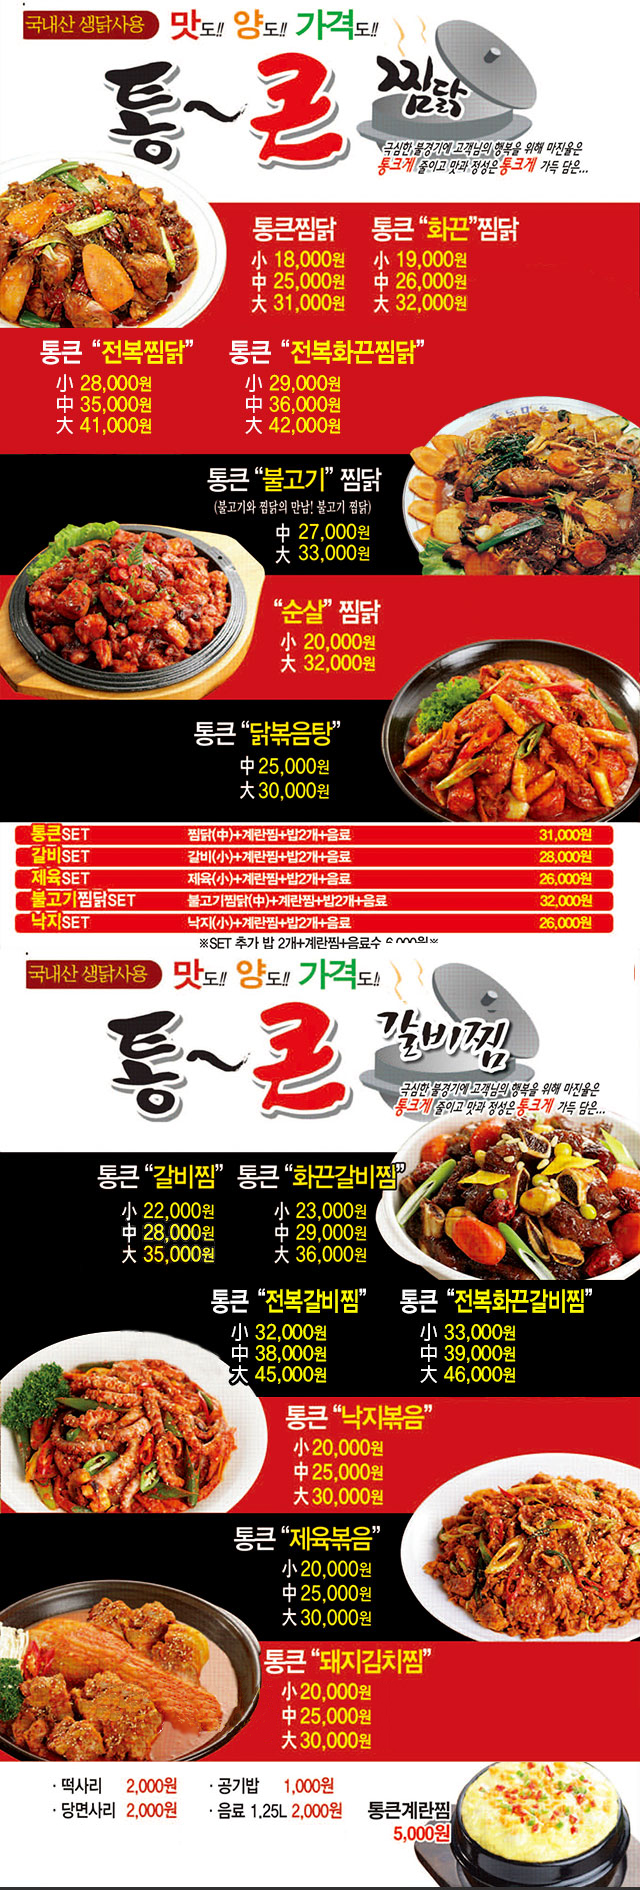 국내산 생닭사용 맛도!! 양도!! 가격도!!
통~큰 찜닭
극심한 불경기에 고객님의 행복을 위해 마진율은
통크게 줄이고 맛과 정성은 통크게 가득 담은...
통큰찜닭 통큰 “화끈”찜닭
小 18,000원 小 19,000원
中 25,000원 中 26,000원
大 31,000원 大 32,000원
통큰 “전복찜닭” 통큰 “전복화끈찜닭”
小 28,000원 小 29,000원
中 35,000원 中 36,000원
大 41,000원 大 42,000원
통큰 “불고기” 찜닭
(불고기와 찜닭의 만남! 불고기 찜닭)
中 27,000원
大 33,000원
“순살” 찜닭
小 20,000원
大 32,000원
통큰 “닭볶음탕”
中 25,000원
大 30,000원
통큰SET 찜닭(中)+계란찜+밥2개+음료 31,000원
갈비SET 갈비(小)+계란찜+밥2개+음료 28,000원
제육SET 제육(小)+계란찜+밥2개+음료 26,000원
불고기찜닭SET 불고기찜닭(中)+계란찜+밥2개+음료 32,000원
낙지SET 낙지(小)+계란찜+밥2개+음료 26,000원
※SET 추가 밥 2개+계란찜+음료수 6,000원※
국내산 생닭사용 맛도!! 양도!! 가격도!!
통~큰 갈비찜
극심한 불경기에 고객님의 행복을 위해 마진율은
통크게 줄이고 맛과 정성은 통크게 가득 담은...
통큰 “갈비찜” 통큰 “화끈갈비찜”
小 22,000원 小 23,000원
中 28,000원 中 29,000원
大 35,000원 大 36,000원
통큰 “전복갈비찜” 통큰 “전복화끈갈비찜”
小 32,000원 小 33,000원
中 38,000원 中 39,000원
大 45,000원 大 46,000원
통큰 “낙지볶음”
小 20,000원
中 25,000원
大 30,000원
통큰 “제육볶음”
小 20,000원
中 25,000원
大 30,000원
통큰 “돼지김치찜”
小 20,000원
中 25,000원
大 30,000원
· 떡사리 2,000원 · 공기밥 1,000원
· 당면사리 2,000원 · 음료 1.25L 2,000원 통큰계란찜
5,000원